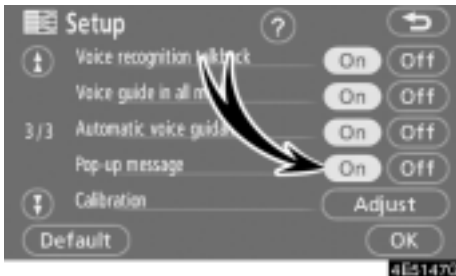 Setup ?
Voice recognition talkback On Off
Voice guide in all On Off
3/3 Automatic voice On Off
Pop-up message On Off
Calibration Adjust
Default OK
4E51470